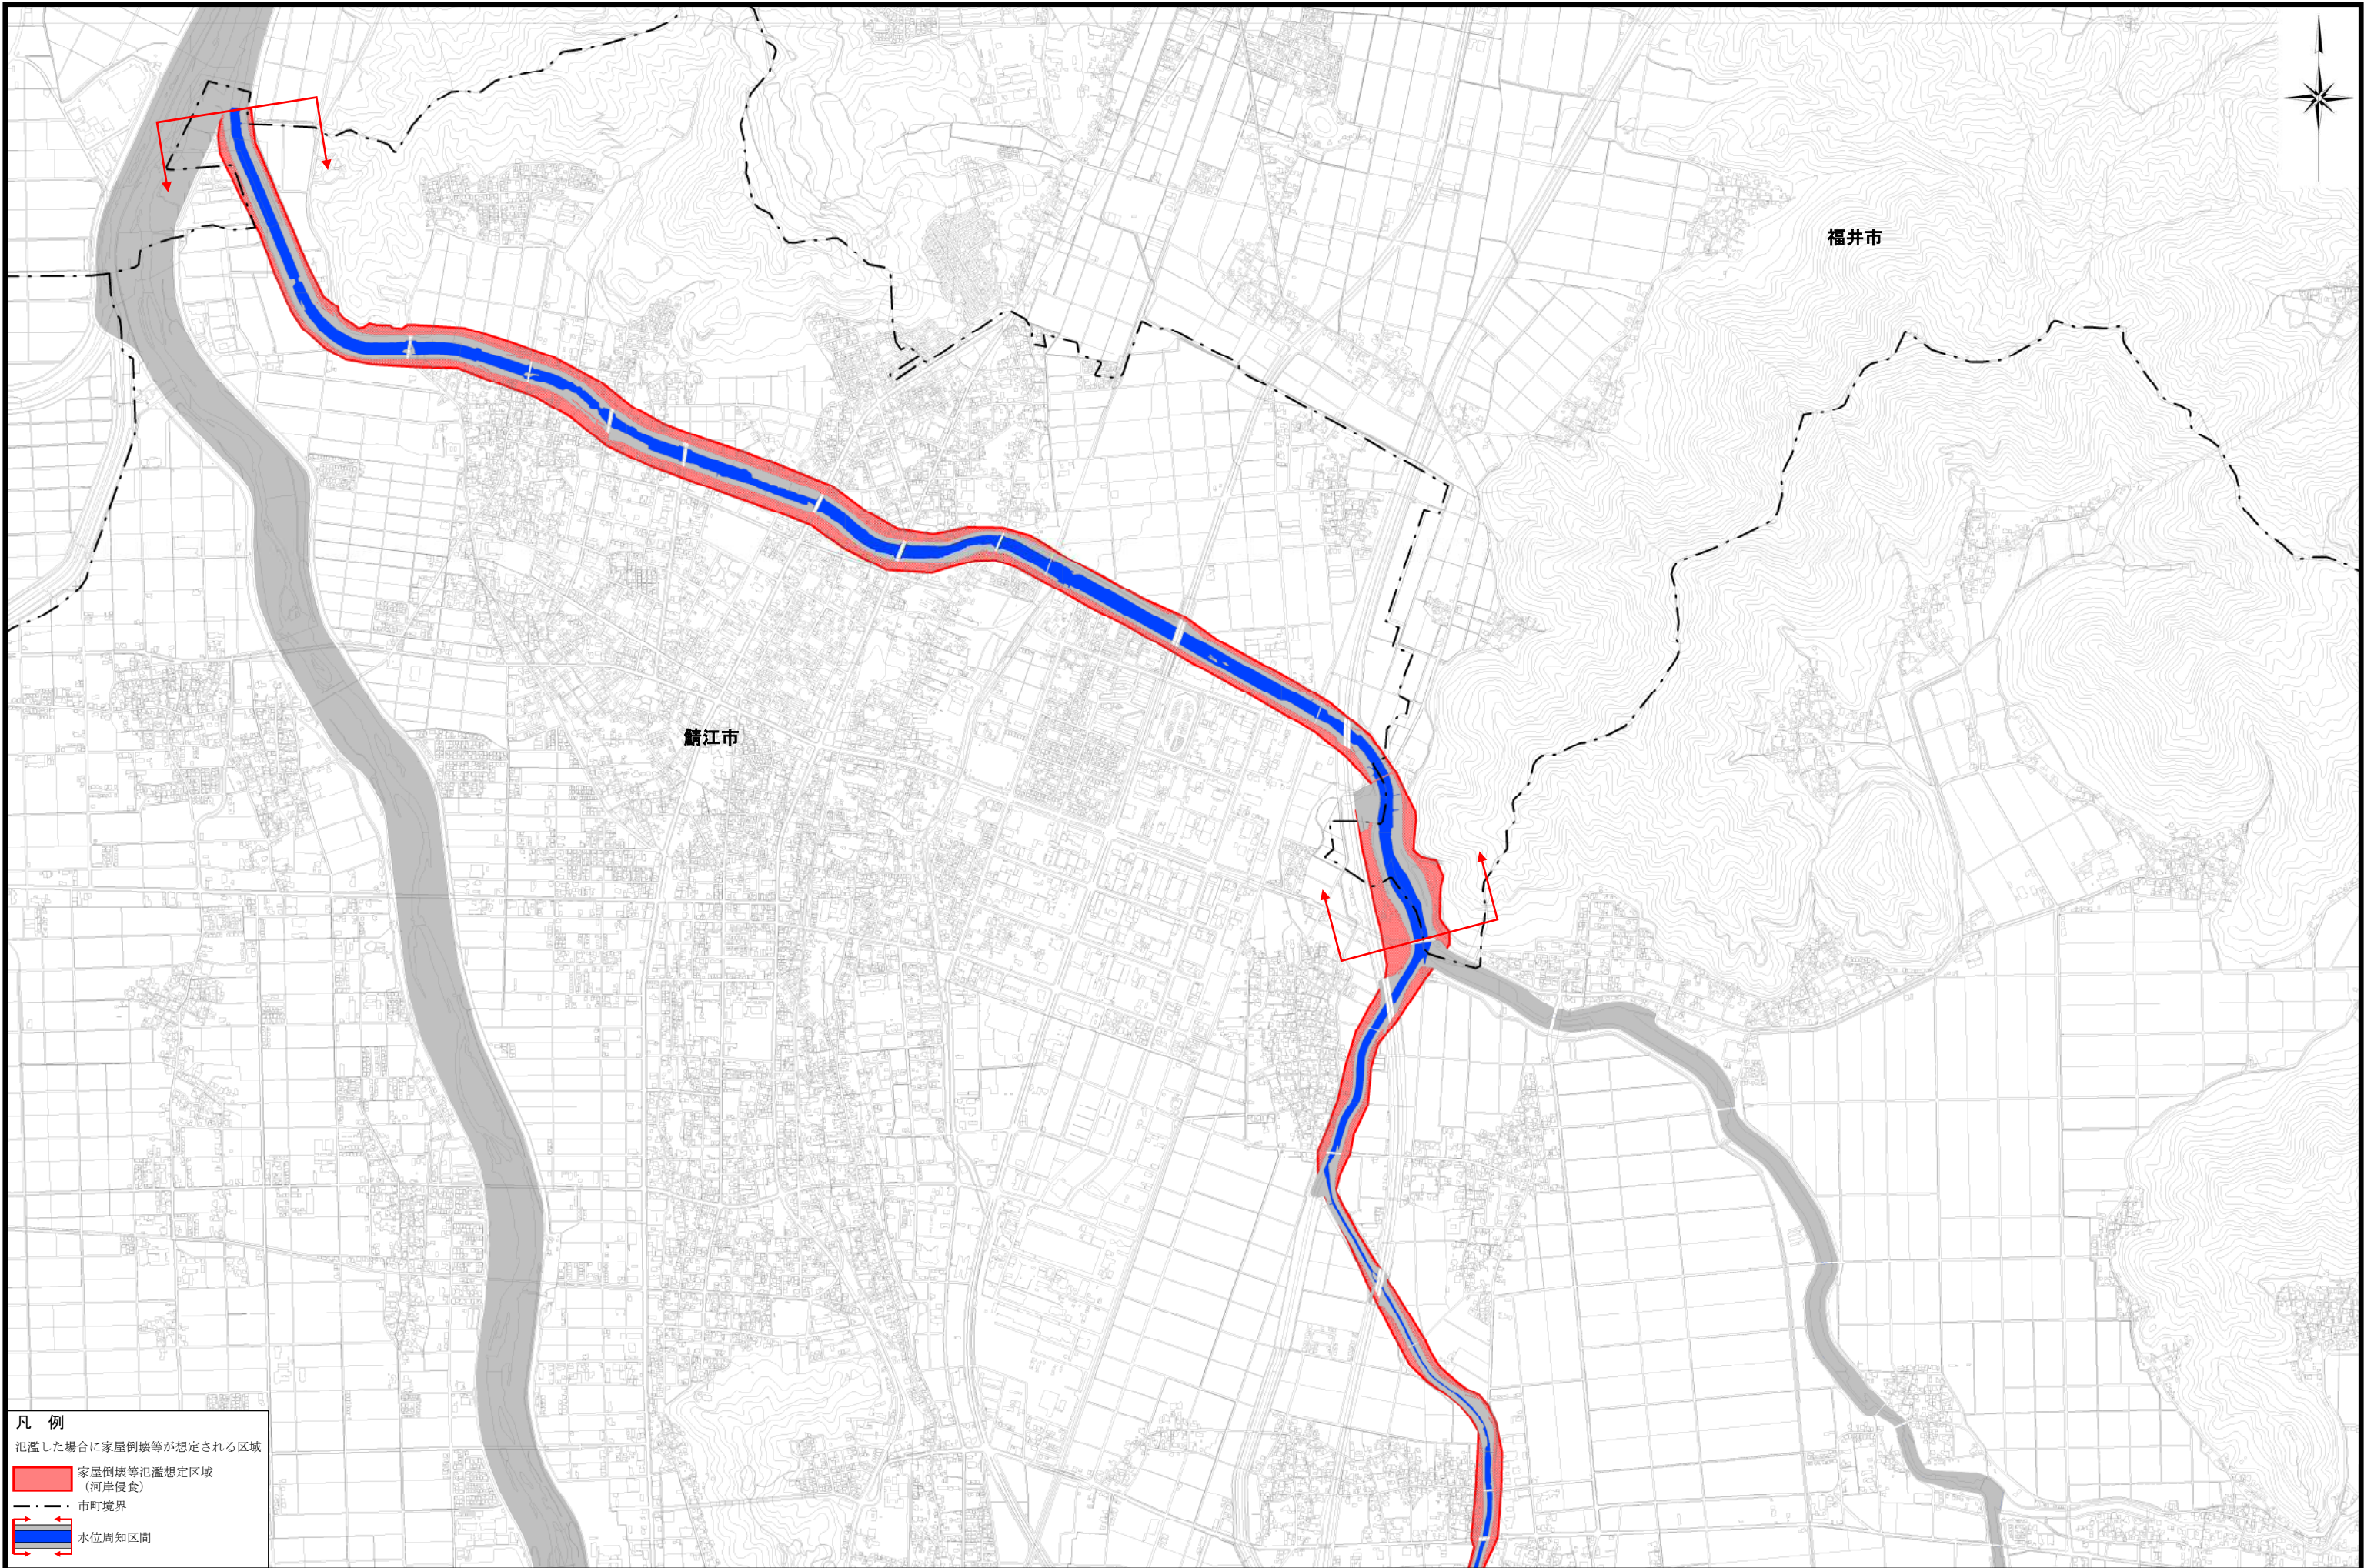 福井市
鯖江市
凡 例
氾濫した場合に家屋倒壊等が想定される区域
家屋倒壊等氾濫想定区域
（河岸侵食）
市町境界
水位周知区間